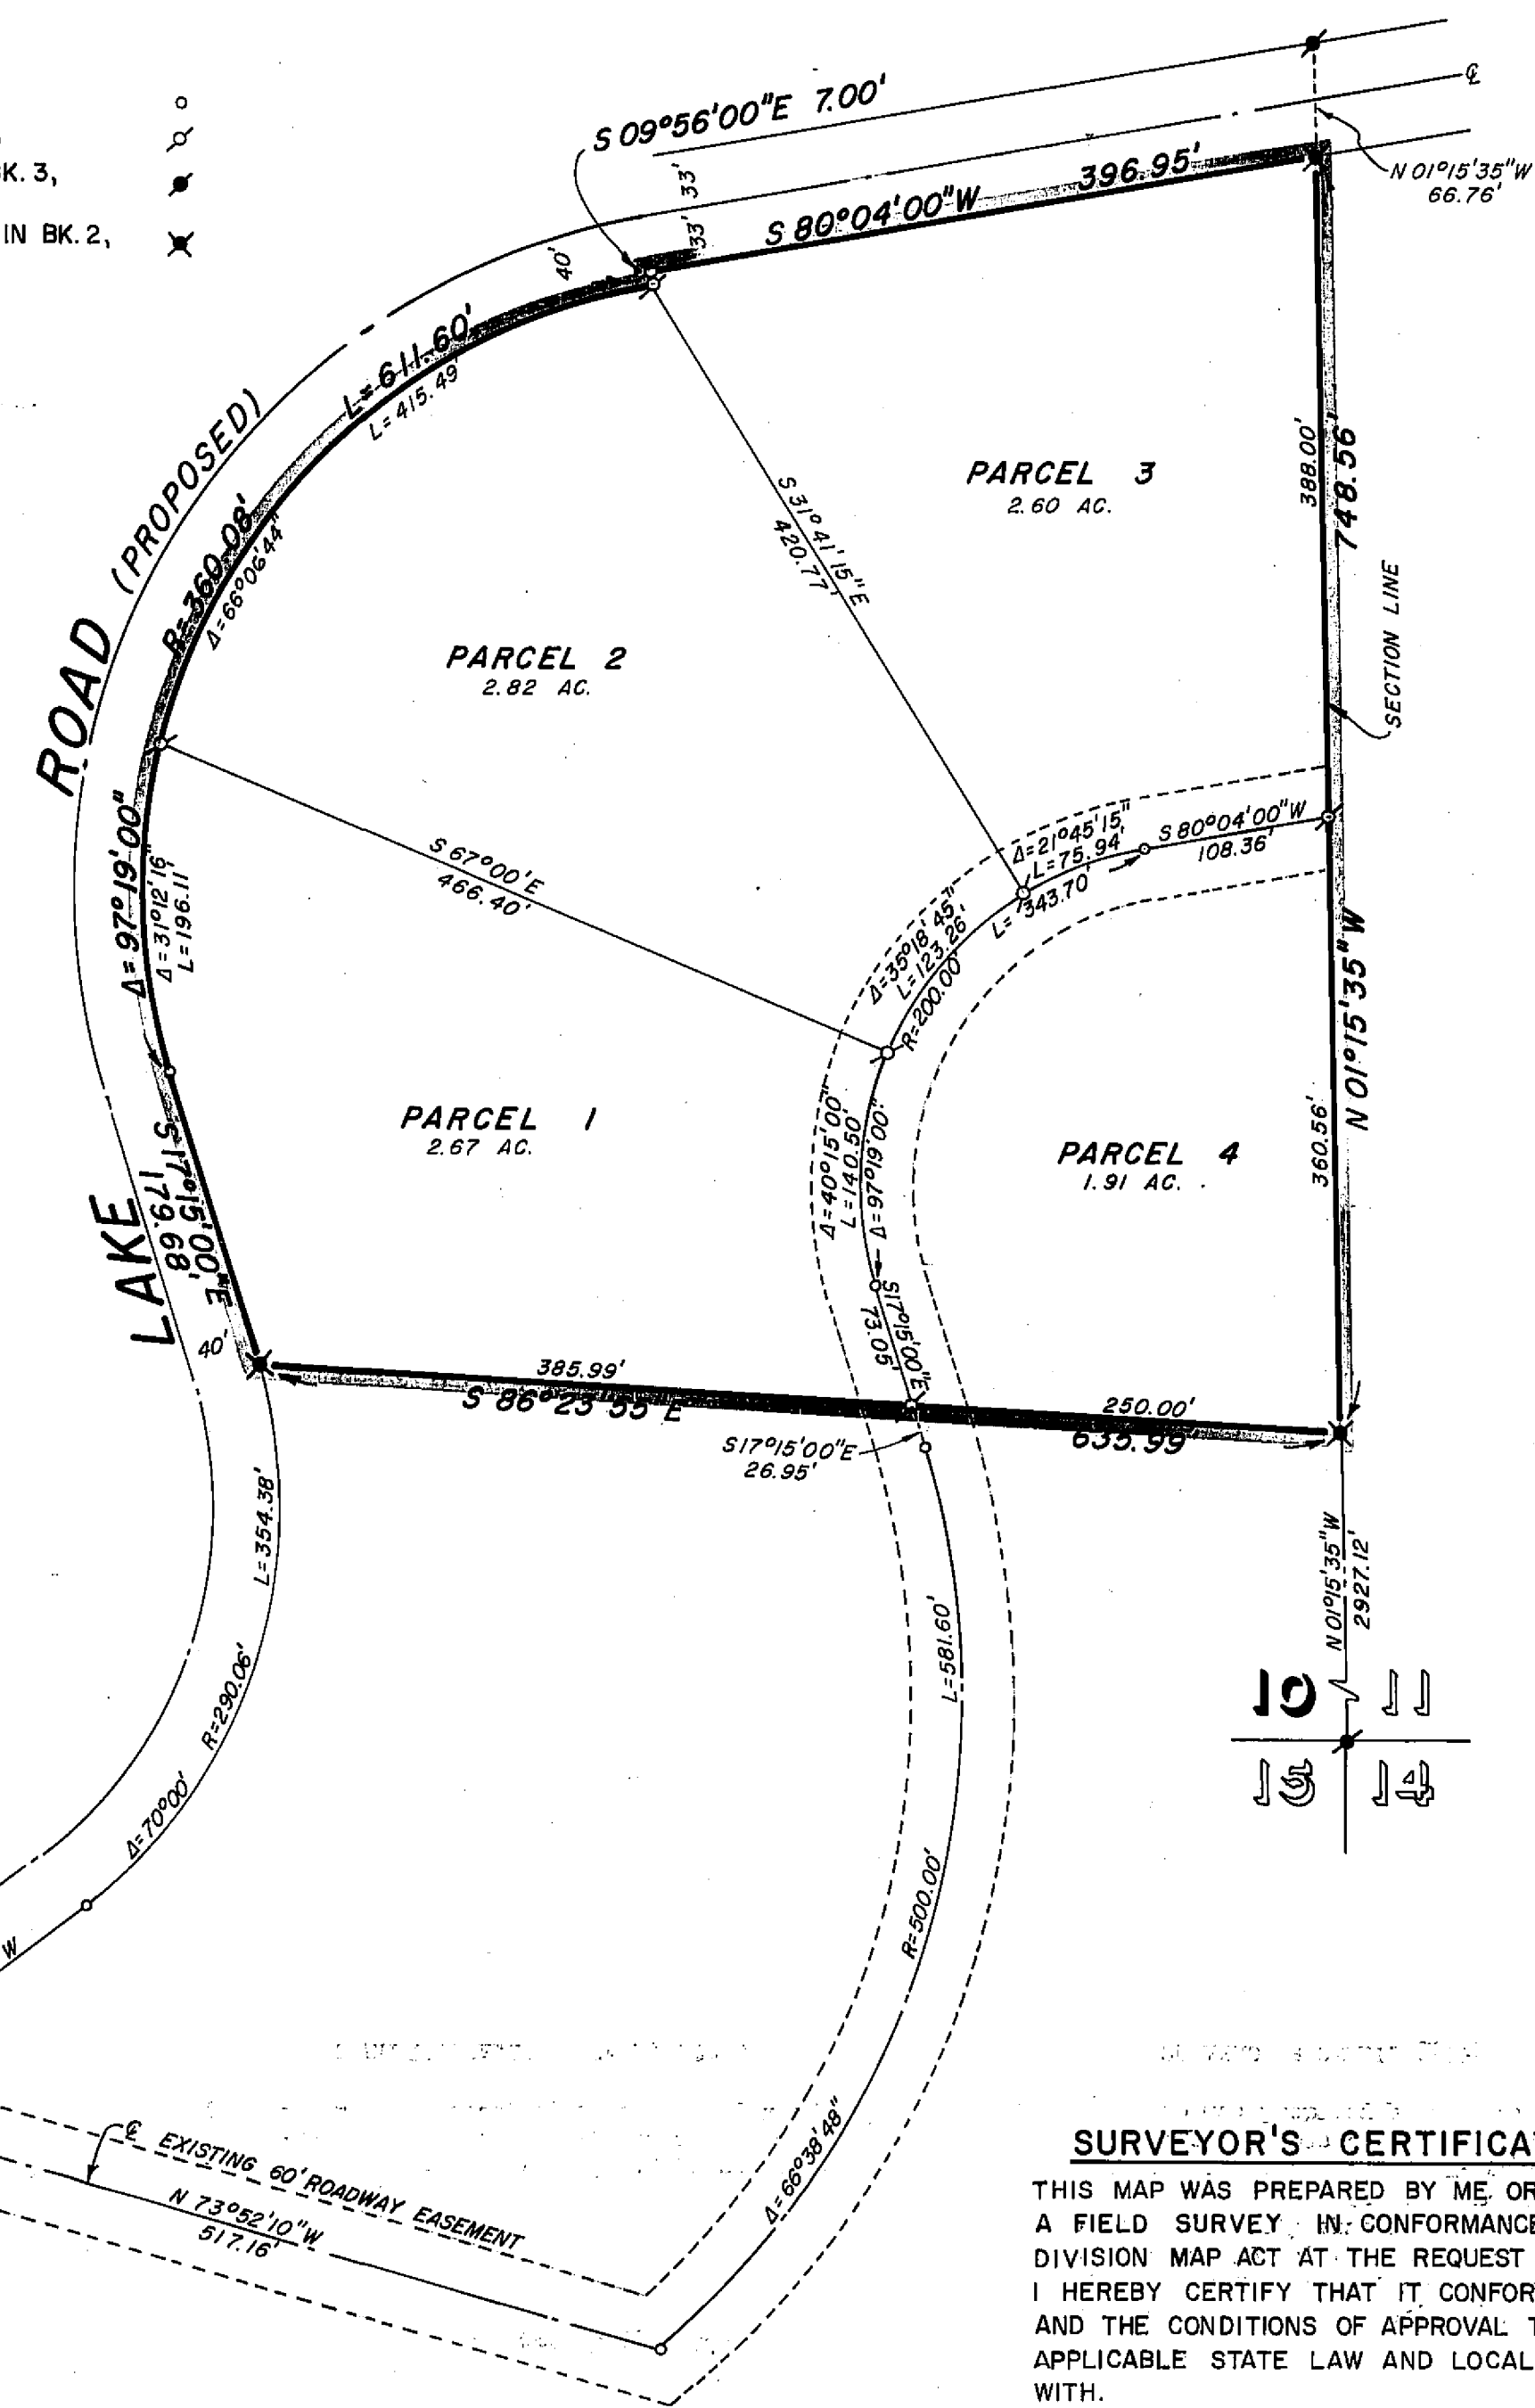 K. 3,
IN BK. 2,
S 09°56'00"E 7.00'
℄
N 01°15'35"W
66.76'
396.95'
S 80°04'00"W
33'
33'
40'
L=611.60'
L=415.49'
R=360.08'
Δ=66°06'44"
ROAD (PROPOSED)
PARCEL 3
2.60 AC.
388.00'
748.56'
SECTION LINE
S 31°41'15"E
420.77'
PARCEL 2
2.82 AC.
S 67°00'E
466.40'
Δ=97°19'00"
Δ=31°12'16"
L=196.11'
Δ=21°45'15"
L=75.94'
S 80°04'00"W
108.36'
L=343.70'
Δ=35°18'45"
L=123.26'
R=200.00'
N 01°15'35"W
360.56'
PARCEL 1
2.67 AC.
Δ=40°15'00"
L=140.50'
Δ=97°19'00"
PARCEL 4
1.91 AC.
LAKE
S 17°15'00"E
179.68'
40'
S17°15'00"E
73.05'
385.99'
S 86°23'55"E
250.00'
635.99'
S17°15'00"E
26.95'
L=354.38'
R=290.06'
Δ=70°00'
W
L=581.60'
R=500.00'
Δ=66°38'48"
N 01°15'35"W
2927.12'
10 11
15 14
℄ EXISTING 60' ROADWAY EASEMENT
N 73°52'10"W
517.16'
SURVEYOR'S CERTIFICA
THIS MAP WAS PREPARED BY ME OR
A FIELD SURVEY IN CONFORMANCE
DIVISION MAP ACT AT THE REQUEST
I HEREBY CERTIFY THAT IT CONFOR
AND THE CONDITIONS OF APPROVAL T
APPLICABLE STATE LAW AND LOCAL
WITH.